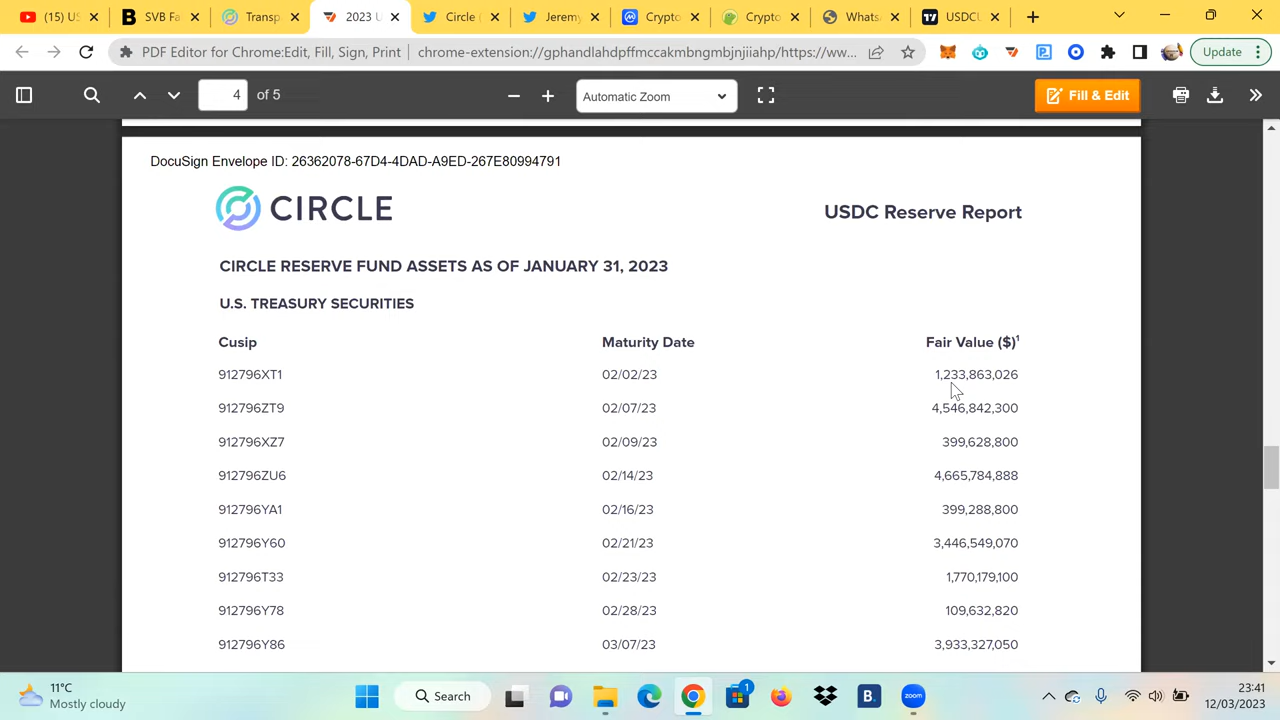 (15) US
SVB Fa
Transp
2023 U
Circle (
Jeremy
Crypto
Crypto
Whats
USDCU
PDF Editor for Chrome:Edit, Fill, Sign, Print
chrome-extension://gphandlahdpffmccakmbngmbjnjiiahp/https://ww...
Update
4 of 5
Automatic Zoom
Fill & Edit
DocuSign Envelope ID: 26362078-67D4-4DAD-A9ED-267E80994791
CIRCLE
USDC Reserve Report
CIRCLE RESERVE FUND ASSETS AS OF JANUARY 31, 2023
U.S. TREASURY SECURITIES
Cusip Maturity Date Fair Value ($)1
912796XT1 02/02/23 1,233,863,026
912796ZT9 02/07/23 4,546,842,300
912796XZ7 02/09/23 399,628,800
912796ZU6 02/14/23 4,665,784,888
912796YA1 02/16/23 399,288,800
912796Y60 02/21/23 3,446,549,070
912796T33 02/23/23 1,770,179,100
912796Y78 02/28/23 109,632,820
912796Y86 03/07/23 3,933,327,050
11°C
Mostly cloudy
Search
1
B.
zoom
23:41
12/03/2023